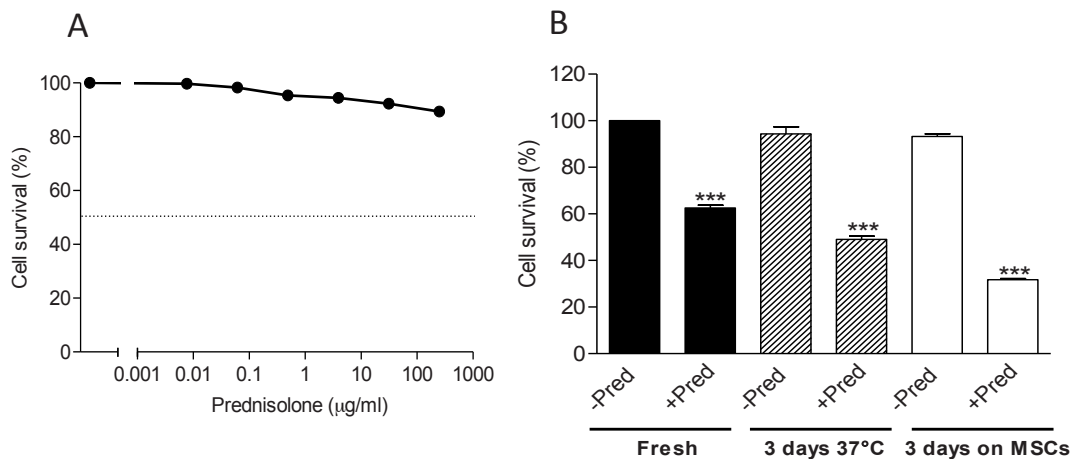 A
Cell survival (%)
100
80
60
40
20
0
0.001 0.01 0.1 1 10 100 1000
Prednisolone (μg/ml)
B
Cell survival (%)
120
100
80
60
40
20
0
*** *** ***
-Pred +Pred -Pred +Pred -Pred +Pred
Fresh 3 days 37°C 3 days on MSCs